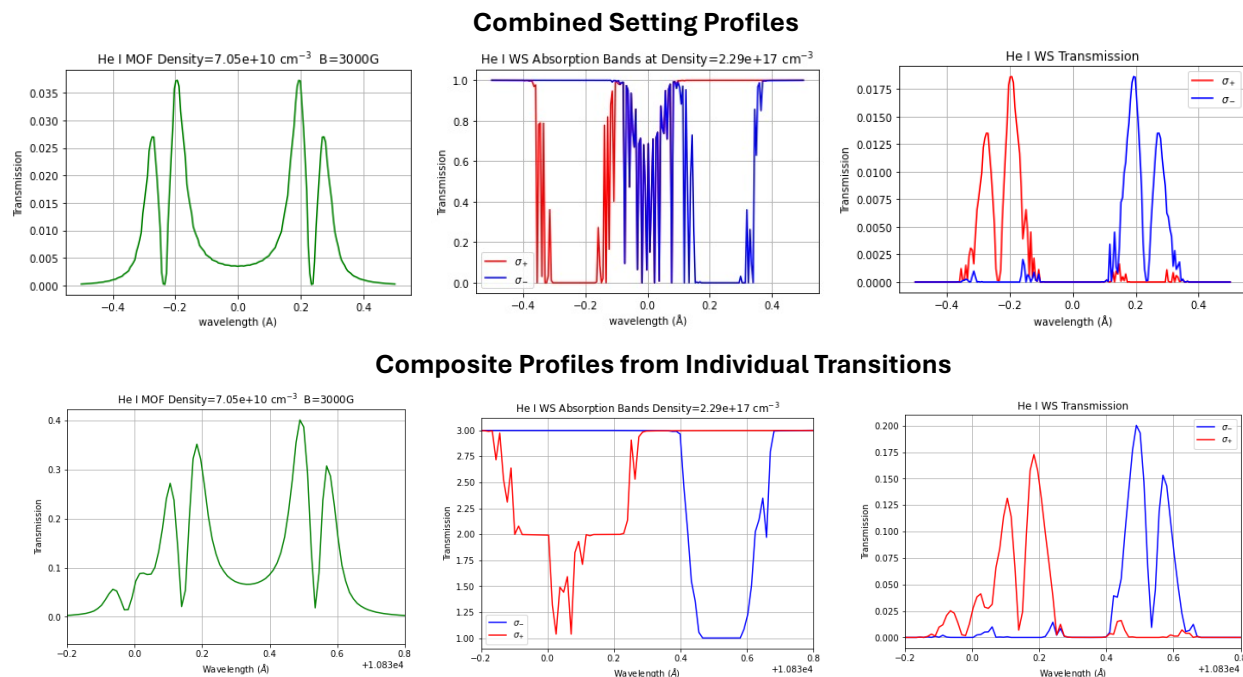 Combined Setting Profiles
He I MOF Density=7.05e+10 cm⁻³ B=3000G
Transmission
0.035
0.030
0.025
0.020
0.015
0.010
0.005
0.000
−0.4 −0.2 0.0 0.2 0.4
wavelength (A)
He I WS Absorption Bands at Density=2.29e+17 cm⁻³
Transmission
1.0
0.8
0.6
0.4
0.2
0.0
σ₊
σ₋
−0.4 −0.2 0.0 0.2 0.4
wavelength (Å)
He I WS Transmission
Transmission
0.0175
0.0150
0.0125
0.0100
0.0075
0.0050
0.0025
0.0000
σ₊
σ₋
−0.4 −0.2 0.0 0.2 0.4
wavelength (Å)
Composite Profiles from Individual Transitions
He I MOF Density=7.05e+10 cm⁻³ B=3000G
Transmission
0.4
0.3
0.2
0.1
0.0
−0.2 0.0 0.2 0.4 0.6 0.8
Wavelength (Å)
+1.083e4
He I WS Absorption Bands Density=2.29e+17 cm⁻³
Transmission
3.00
2.75
2.50
2.25
2.00
1.75
1.50
1.25
1.00
σ₋
σ₊
−0.2 0.0 0.2 0.4 0.6 0.8
Wavelength (Å)
+1.083e4
He I WS Transmission
Transmission
0.200
0.175
0.150
0.125
0.100
0.075
0.050
0.025
0.000
σ₋
σ₊
−0.2 0.0 0.2 0.4 0.6 0.8
Wavelength (Å)
+1.083e4